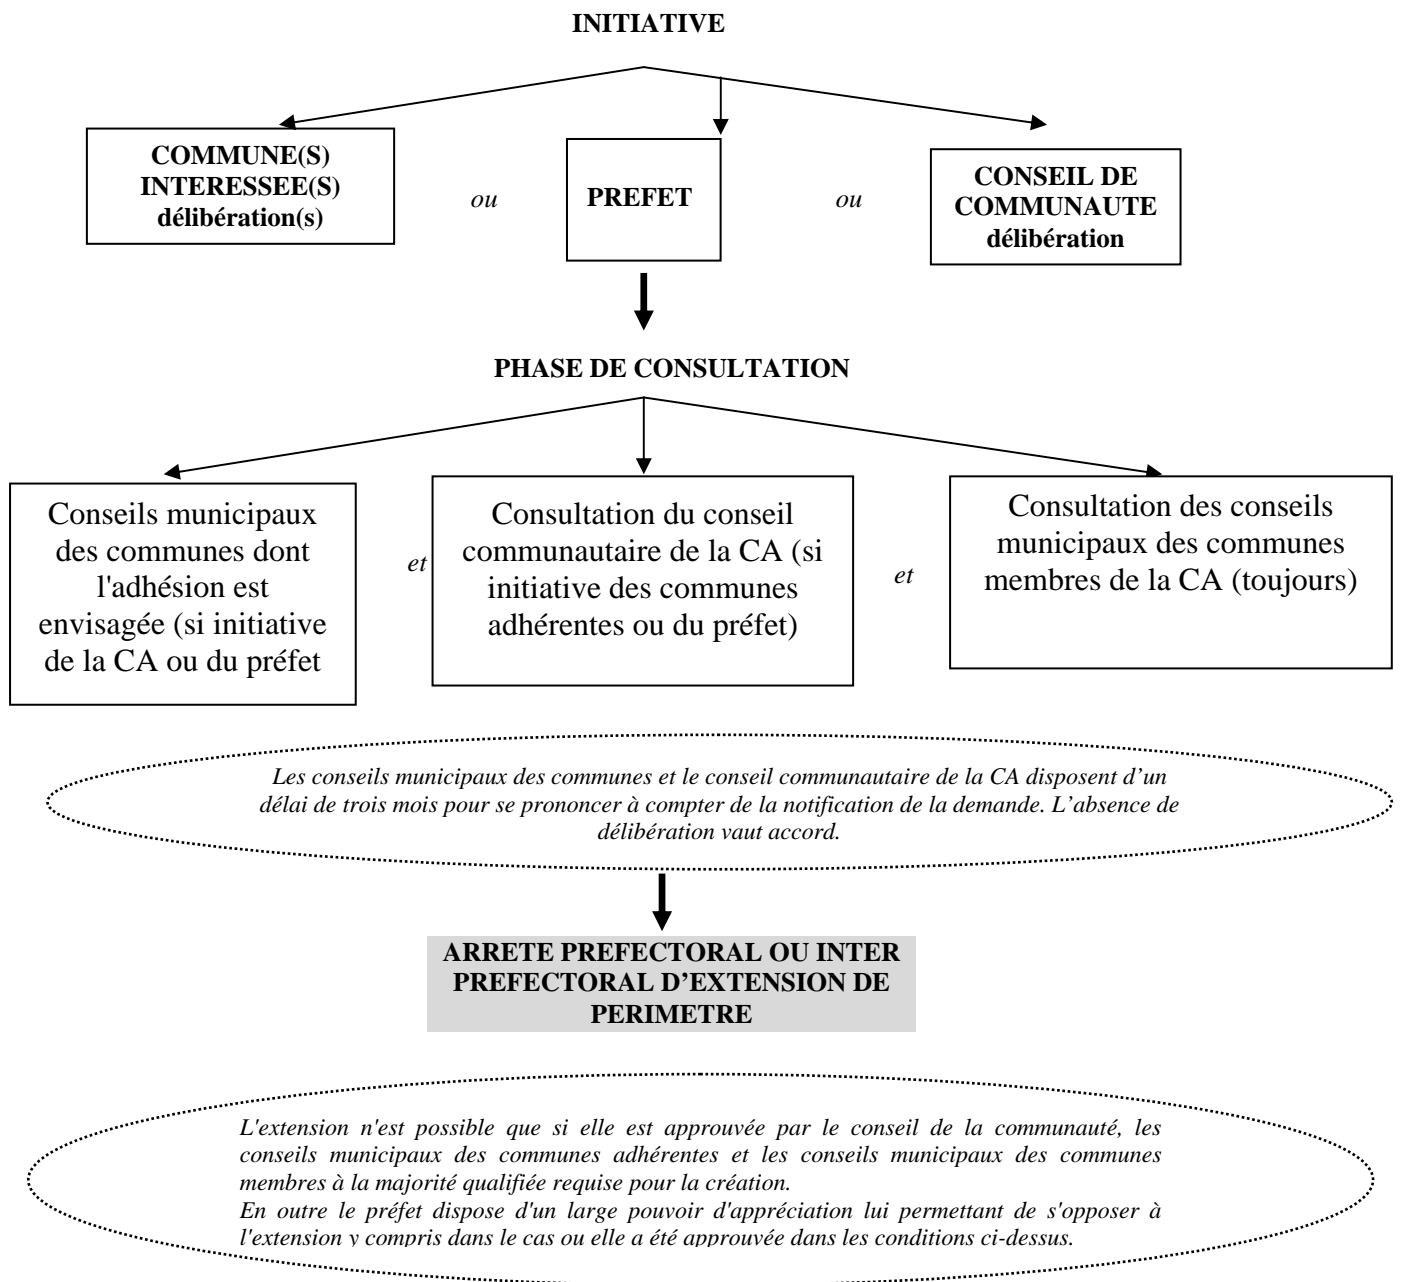 INITIATIVE
COMMUNE(S)
INTERESSEE(S)
délibération(s)
ou
PREFET
ou
CONSEIL DE
COMMUNAUTE
délibération
PHASE DE CONSULTATION
Conseils municipaux
des communes dont
l'adhésion est
envisagée (si initiative
de la CA ou du préfet
et
Consultation du conseil
communautaire de la CA (si
initiative des communes
adhérentes ou du préfet)
et
Consultation des conseils
municipaux des communes
membres de la CA (toujours)
Les conseils municipaux des communes et le conseil communautaire de la CA disposent d’un
délai de trois mois pour se prononcer à compter de la notification de la demande. L’absence de
délibération vaut accord.
ARRETE PREFECTORAL OU INTER
PREFECTORAL D’EXTENSION DE
PERIMETRE
L'extension n'est possible que si elle est approuvée par le conseil de la communauté, les
conseils municipaux des communes adhérentes et les conseils municipaux des communes
membres à la majorité qualifiée requise pour la création.
En outre le préfet dispose d'un large pouvoir d'appréciation lui permettant de s'opposer à
l'extension y compris dans le cas ou elle a été approuvée dans les conditions ci-dessus.